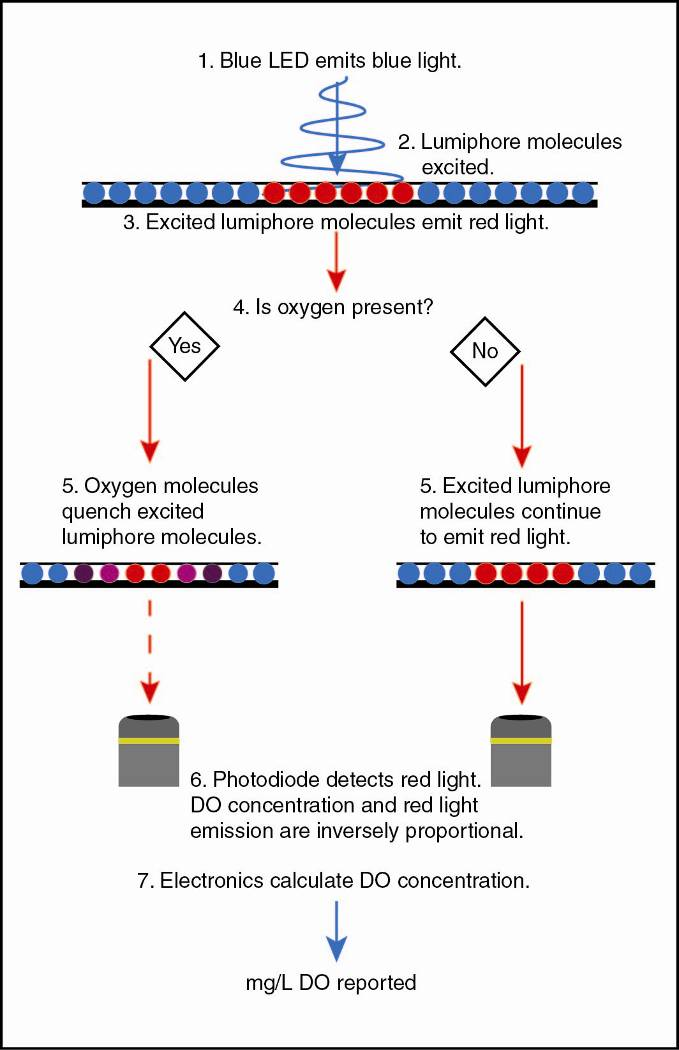 1. Blue LED emits blue light.
2. Lumiphore molecules
excited.
3. Excited lumiphore molecules emit red light.
4. Is oxygen present?
Yes
No
5. Oxygen molecules
quench excited
lumiphore molecules.
5. Excited lumiphore
molecules continue
to emit red light.
6. Photodiode detects red light.
DO concentration and red light
emission are inversely proportional.
7. Electronics calculate DO concentration.
mg/L DO reported